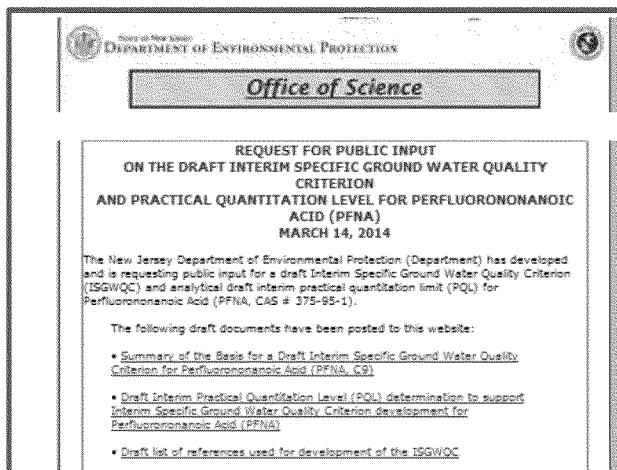 STATE OF NEW JERSEY
DEPARTMENT OF ENVIRONMENTAL PROTECTION
Office of Science
REQUEST FOR PUBLIC INPUT
ON THE DRAFT INTERIM SPECIFIC GROUND WATER QUALITY
CRITERION
AND PRACTICAL QUANTITATION LEVEL FOR PERFLUORONONANOIC
ACID (PFNA)
MARCH 14, 2014
The New Jersey Department of Environmental Protection (Department) has developed
and is requesting public input for a draft Interim Specific Ground Water Quality Criterion
(ISGWQC) and analytical draft interim practical quantitation limit (PQL) for
Perfluorononanoic Acid (PFNA, CAS # 375-95-1).
The following draft documents have been posted to this website:
• Summary of the Basis for a Draft Interim Specific Ground Water Quality
Criterion for Perfluorononanoic Acid (PFNA, C9)
• Draft Interim Practical Quantitation Level (PQL) determination to support
Interim Specific Ground Water Quality Criterion development for
Perfluorononanoic Acid (PFNA)
• Draft list of references used for development of the ISGWQC